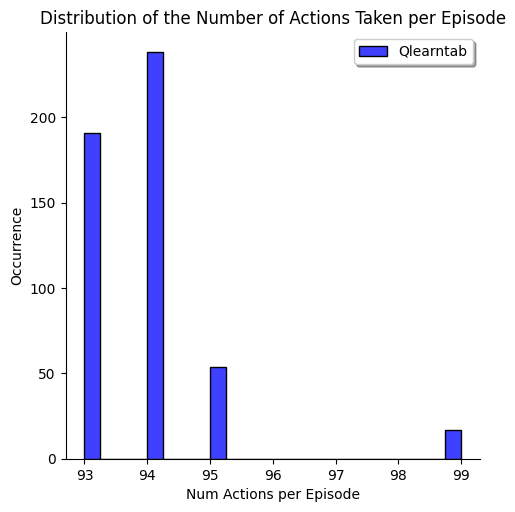 Distribution of the Number of Actions Taken per Episode
Qlearntab
200
150
100
50
0
Occurrence
93 94 95 96 97 98 99
Num Actions per Episode